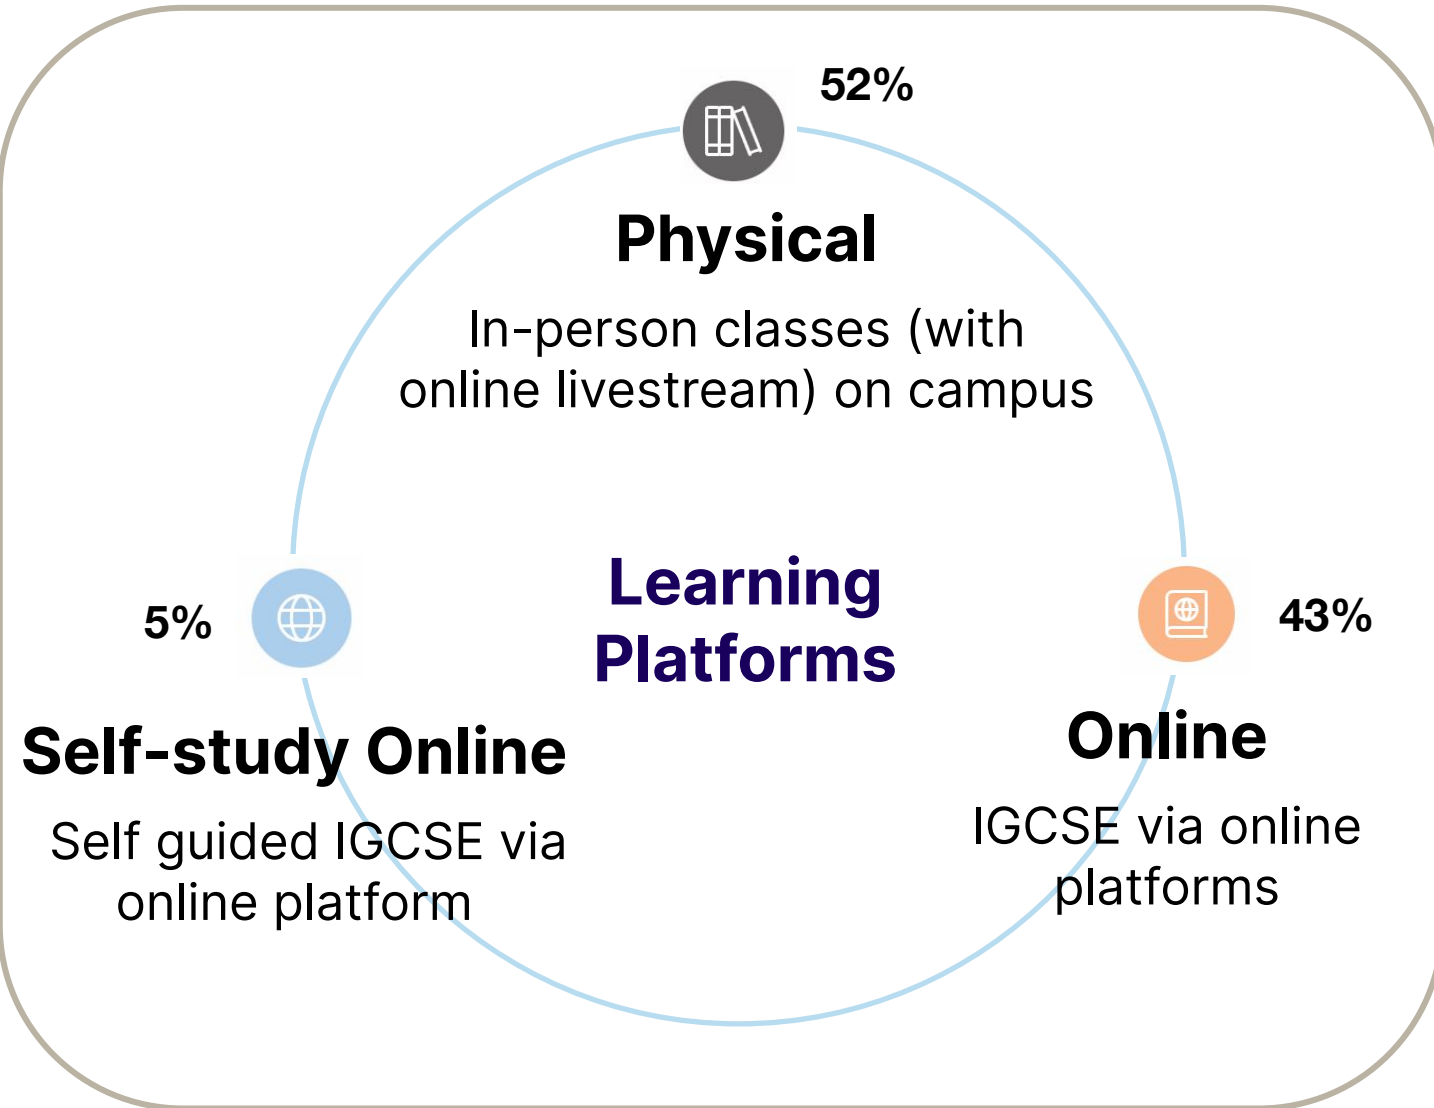 52%
Physical
In-person classes (with
online livestream) on campus
Learning
Platforms
5%
43%
Self-study Online
Self guided IGCSE via
online platform
Online
IGCSE via online
platforms